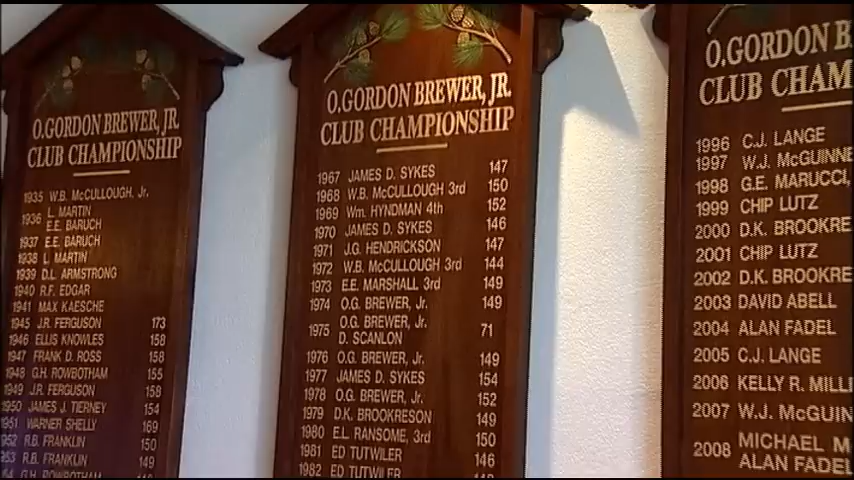 O.GORDON BREWER, JR.
CLUB CHAMPIONSHIP
1935 W.B. McCULLOUGH, JR.
1936 L. MARTIN
E.E. BARUCH
1937 E.E. BARUCH
1938 L. MARTIN
1939 D.L. ARMSTRONG
1940 R.F. EDGAR
1941 MAX KAESCHE
1945 J.R. FERGUSON 173
1946 ELLIS KNOWLES 158
1947 FRANK D. ROSS 158
1948 G.H. ROWBOTHAM 155
1949 J.R. FERGUSON 158
1950 JAMES J. TIERNEY 154
1951 WARNER SHELLY 169
1952 R.B. FRANKLIN 150
1953 R.B. FRANKLIN 149
G.H. ROWBOTHAM
O.GORDON BREWER, JR.
CLUB CHAMPIONSHIP
1967 JAMES D. SYKES 147
1968 W.B. McCULLOUGH 3RD 150
1969 Wm. HYNDMAN 4TH 152
1970 JAMES D. SYKES 146
1971 J.G. HENDRICKSON 147
1972 W.B. McCULLOUGH 3RD 144
1973 E.E. MARSHALL 3RD 149
1974 O.G. BREWER, JR. 149
1975 O.G. BREWER, JR.
D. SCANLON 71
1976 O.G. BREWER, JR. 149
1977 JAMES D. SYKES 154
1978 O.G. BREWER, JR. 152
1979 D.K. BROOKRESON 149
1980 E.L. RANSOME, 3RD 150
1981 ED TUTWILER 146
1982 ED TUTWILER
O.GORDON B
CLUB CHAMP
1996 C.J. LANGE
1997 W.J. McGUINNE
1998 G.E. MARUCCI,
1999 CHIP LUTZ
2000 D.K. BROOKRE
2001 CHIP LUTZ
2002 D.K. BROOKRE
2003 DAVID ABELL
2004 ALAN FADEL
2005 C.J. LANGE
2006 KELLY R. MILL
2007 W.J. McGUIN
2008 MICHAEL M
ALAN FADEL